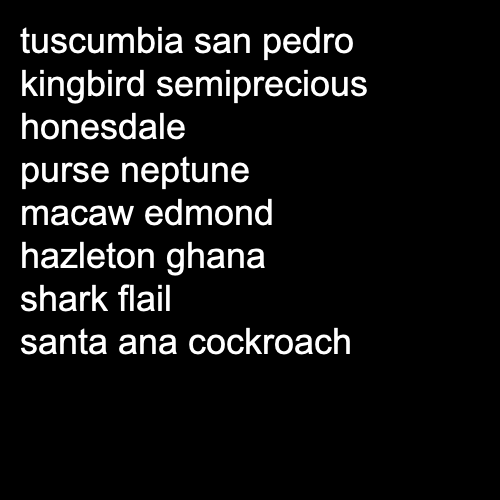 tuscumbia san pedro
kingbird semiprecious
honesdale
purse neptune
macaw edmond
hazleton ghana
shark flail
santa ana cockroach